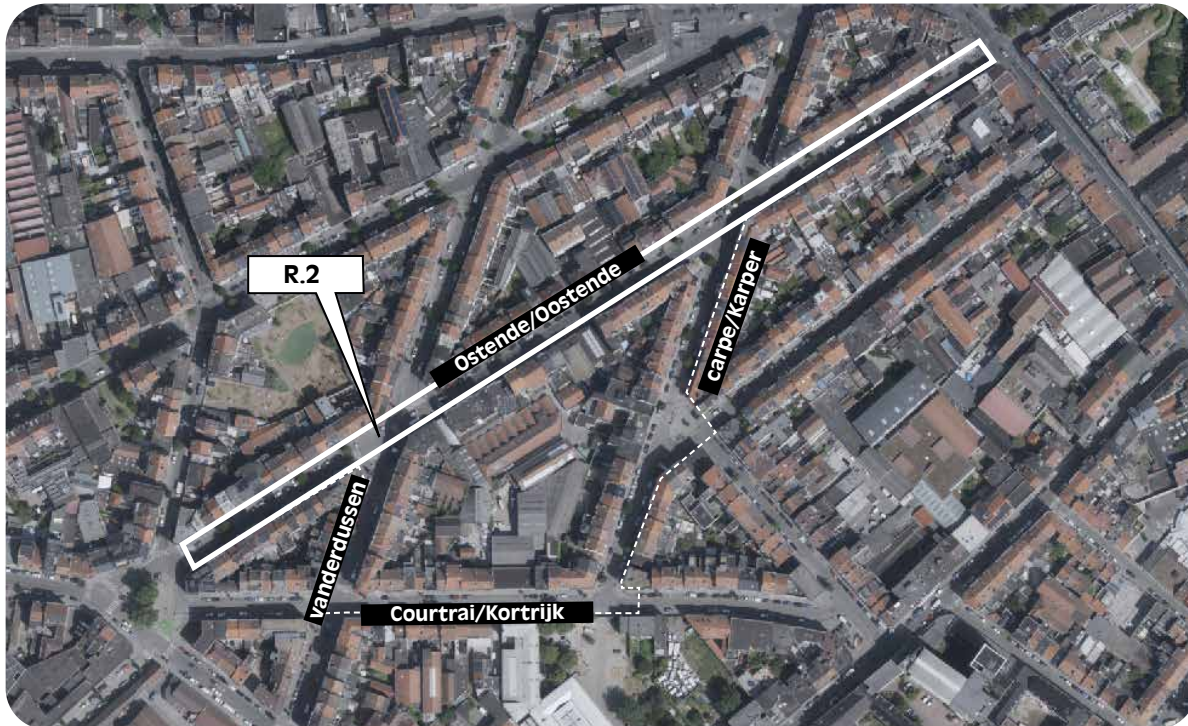 R.2
Ostende/Oostende
carpe/Karper
vanderdussen
Courtrai/Kortrijk